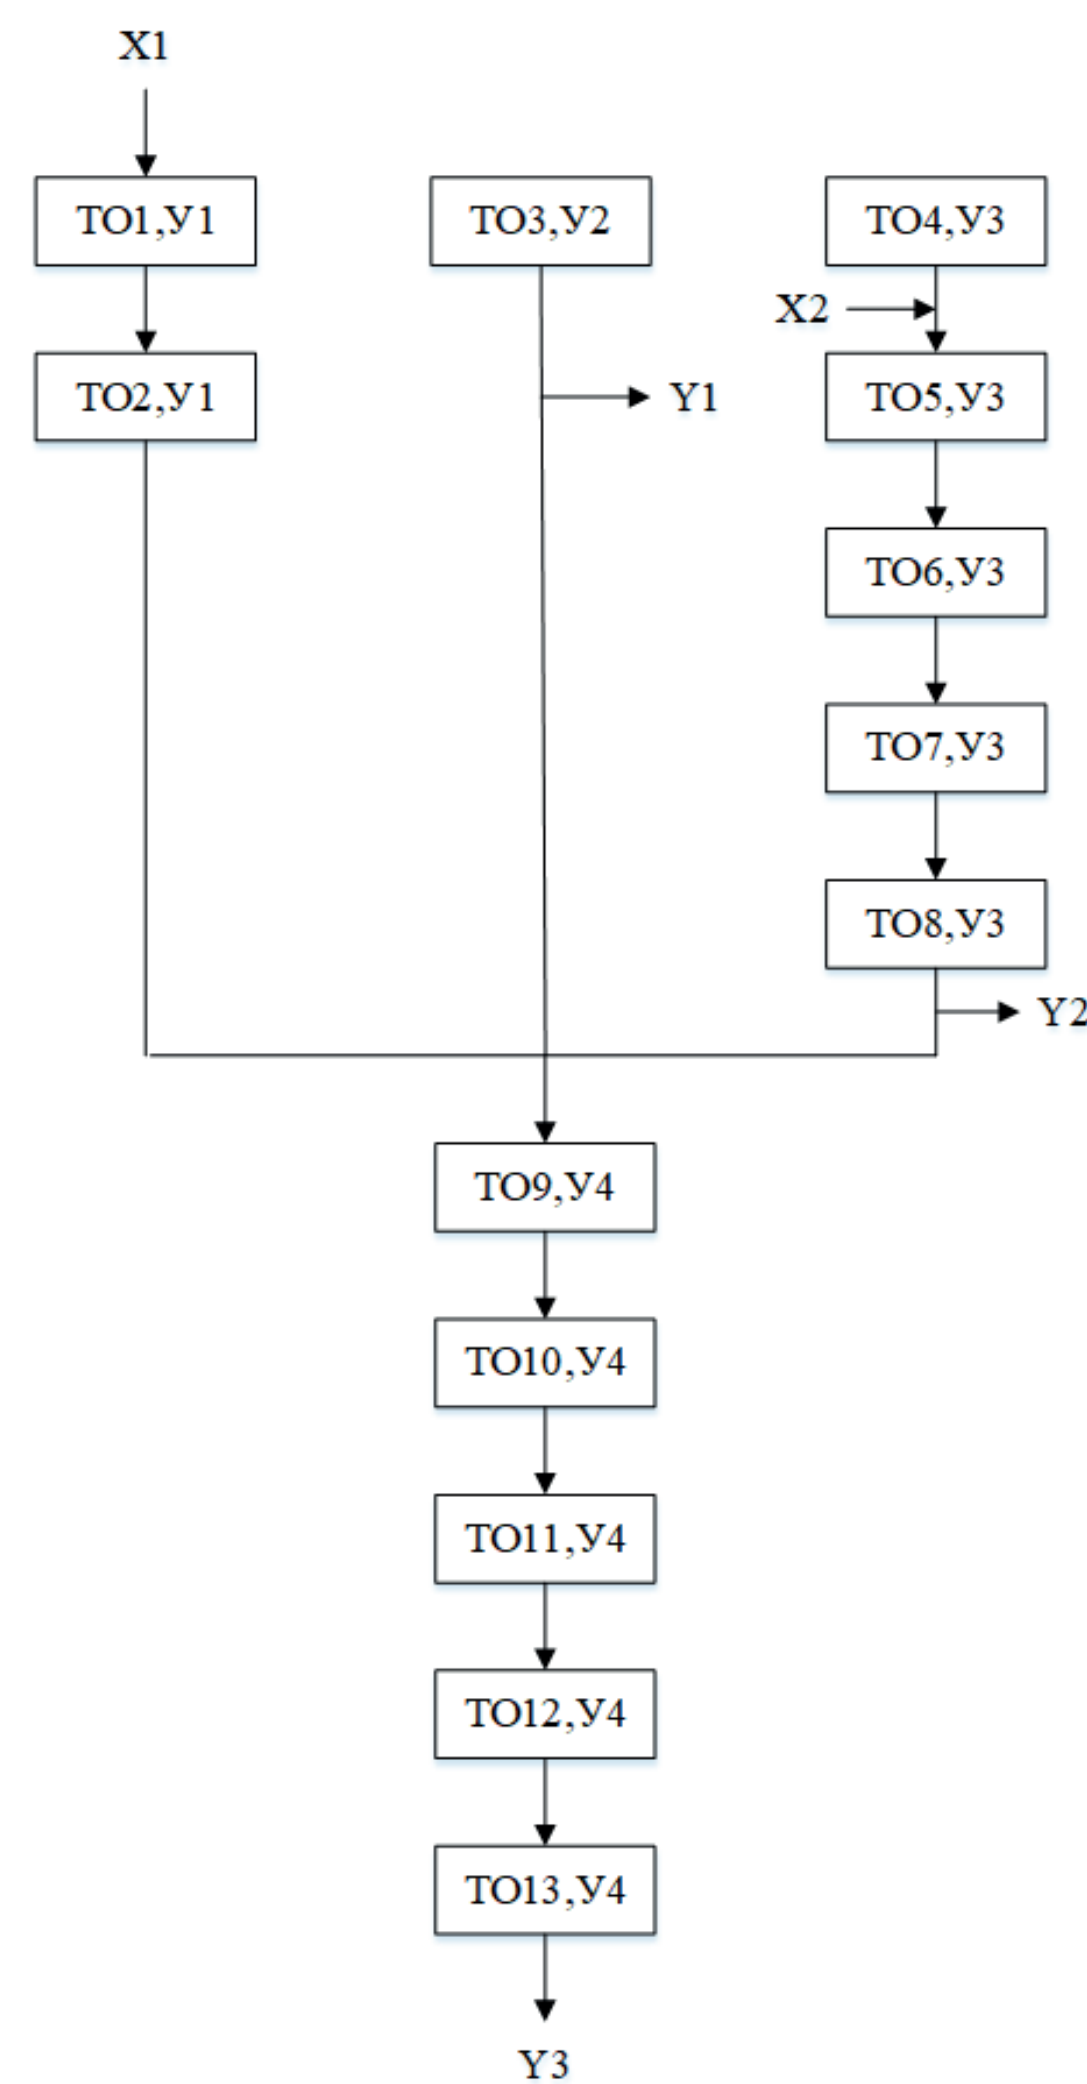 X1
ТО1,У1
ТО3,У2
ТО4,У3
X2
ТО2,У1
Y1
ТО5,У3
ТО6,У3
ТО7,У3
ТО8,У3
Y2
ТО9,У4
ТО10,У4
ТО11,У4
ТО12,У4
ТО13,У4
Y3